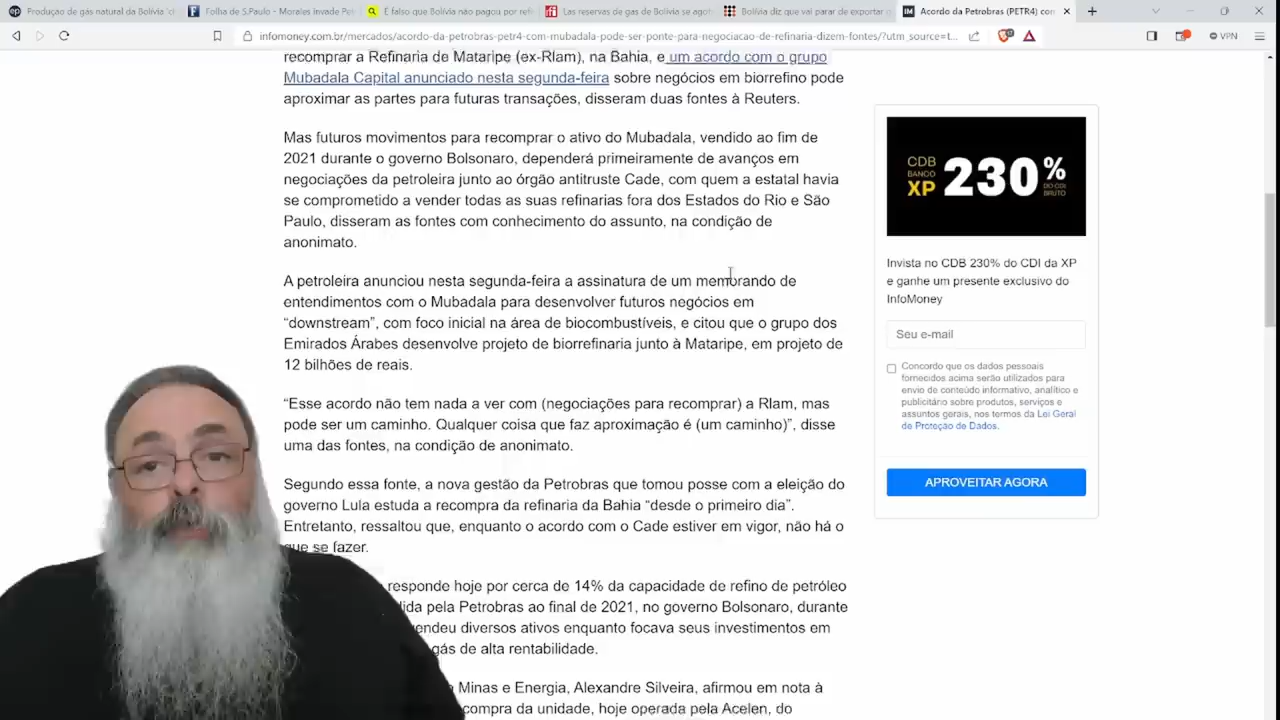 Produção de gás natural da Bolívia 'cl
Folha de S.Paulo - Morales invade Pet
É falso que Bolívia não pagou por refi
Las reservas de gas de Bolivia se agot
Bolívia diz que vai parar de exportar g
Acordo da Petrobras (PETR4) com
infomoney.com.br/mercados/acordo-da-petrobras-petr4-com-mubadala-pode-ser-ponte-para-negociacao-de-refinaria-dizem-fontes/?utm_source=t...
VPN
recomprar a Refinaria de Mataripe (ex-Rlam), na Bahia, e um acordo com o grupo
Mubadala Capital anunciado nesta segunda-feira sobre negócios em biorrefino pode
aproximar as partes para futuras transações, disseram duas fontes à Reuters.
Mas futuros movimentos para recomprar o ativo do Mubadala, vendido ao fim de
2021 durante o governo Bolsonaro, dependerá primeiramente de avanços em
negociações da petroleira junto ao órgão antitruste Cade, com quem a estatal havia
se comprometido a vender todas as suas refinarias fora dos Estados do Rio e São
Paulo, disseram as fontes com conhecimento do assunto, na condição de
anonimato.
A petroleira anunciou nesta segunda-feira a assinatura de um memorando de
entendimentos com o Mubadala para desenvolver futuros negócios em
“downstream”, com foco inicial na área de biocombustíveis, e citou que o grupo dos
Emirados Árabes desenvolve projeto de biorrefinaria junto à Mataripe, em projeto de
12 bilhões de reais.
“Esse acordo não tem nada a ver com (negociações para recomprar) a Rlam, mas
pode ser um caminho. Qualquer coisa que faz aproximação é (um caminho)”, disse
uma das fontes, na condição de anonimato.
Segundo essa fonte, a nova gestão da Petrobras que tomou posse com a eleição do
governo Lula estuda a recompra da refinaria da Bahia “desde o primeiro dia”.
Entretanto, ressaltou que, enquanto o acordo com o Cade estiver em vigor, não há o
que se fazer.
responde hoje por cerca de 14% da capacidade de refino de petróleo
dida pela Petrobras ao final de 2021, no governo Bolsonaro, durante
endeu diversos ativos enquanto focava seus investimentos em
gás de alta rentabilidade.
Minas e Energia, Alexandre Silveira, afirmou em nota à
compra da unidade, hoje operada pela Acelen, do
CDB
BANCO
XP
230%
DO CDI
BRUTO
Invista no CDB 230% do CDI da XP
e ganhe um presente exclusivo do
InfoMoney
Seu e-mail
Concordo que os dados pessoais
fornecidos acima serão utilizados para
envio de conteúdo informativo, analítico e
publicitário sobre produtos, serviços e
assuntos gerais, nos termos da Lei Geral
de Proteção de Dados.
APROVEITAR AGORA